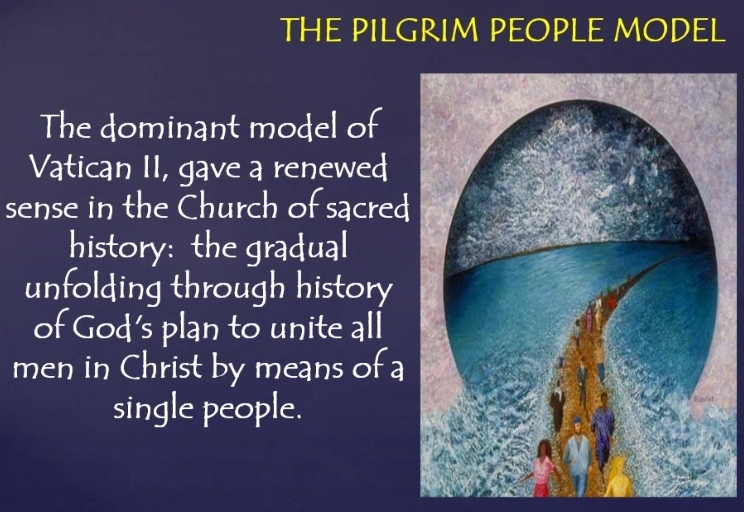 THE PILGRIM PEOPLE MODEL
The dominant model of
Vatican II, gave a renewed
sense in the Church of sacred
history:  the gradual
unfolding through history
of God's plan to unite all
men in Christ by means of a
single people.